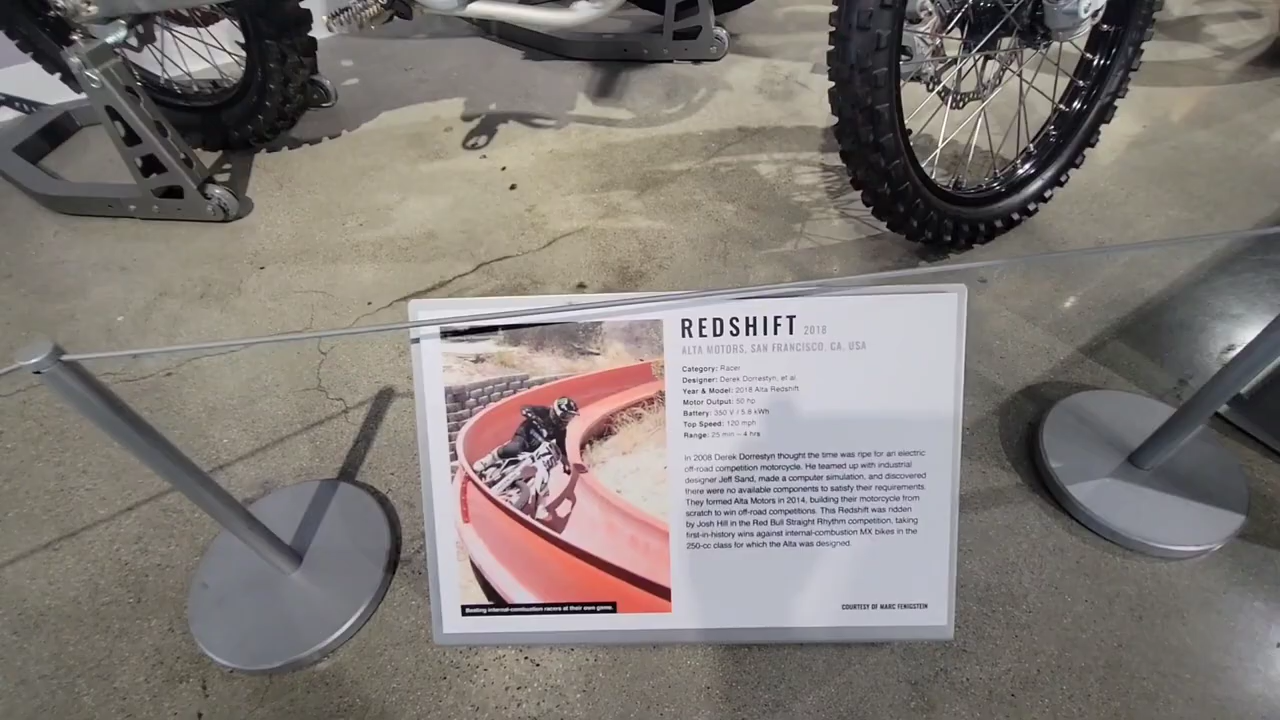 REDSHIFT 2018
ALTA MOTORS, SAN FRANCISCO, CA, USA
Category: Racer
Designer: Derek Dorrestyn, et al
Year & Model: 2018 Alta Redshift
Motor Output: 50 hp
Battery: 350 V / 5.8 kWh
Top Speed: 120 mph
Range: 25 min – 4 hrs
In 2008 Derek Dorrestyn thought the time was ripe for an electric
off-road competition motorcycle. He teamed up with industrial
designer Jeff Sand, made a computer simulation, and discovered
there were no available components to satisfy their requirements.
They formed Alta Motors in 2014, building their motorcycle from
scratch to win off-road competitions. This Redshift was ridden
by Josh Hill in the Red Bull Straight Rhythm competition, taking
first-in-history wins against internal-combustion MX bikes in the
250-cc class for which the Alta was designed.
Beating internal-combustion racers at their own game.
COURTESY OF MARC FENIGSTEIN